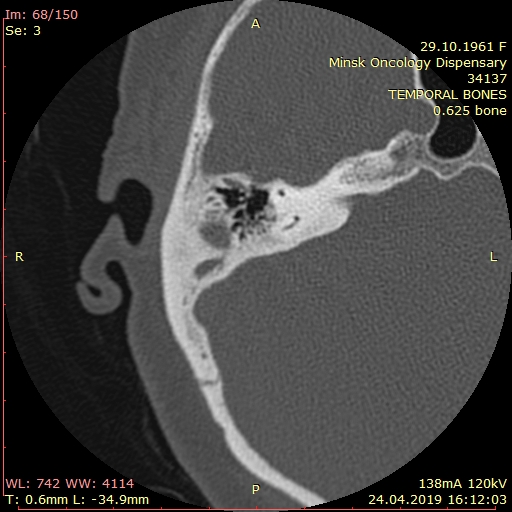 Im: 68/150
Se: 3
A
29.10.1961 F
Minsk Oncology Dispensary
34137
TEMPORAL BONES
0.625 bone
R
L
WL: 742 WW: 4114
T: 0.6mm L: -34.9mm
P
138mA 120kV
24.04.2019 16:12:03